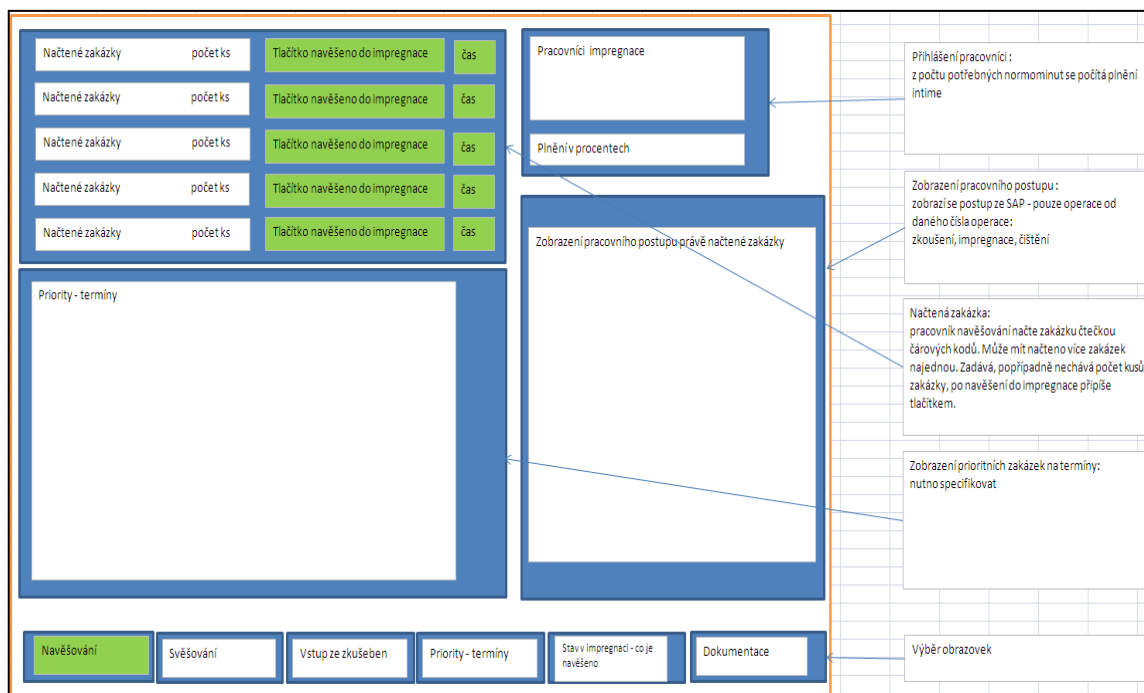 Načtené zakázky počet ks Tlačítko navěšeno do impregnace čas
Načtené zakázky počet ks Tlačítko navěšeno do impregnace čas
Načtené zakázky počet ks Tlačítko navěšeno do impregnace čas
Načtené zakázky počet ks Tlačítko navěšeno do impregnace čas
Načtené zakázky počet ks Tlačítko navěšeno do impregnace čas
Pracovníci impregnace
Plnění v procentech
Zobrazení pracovního postupu právě načtené zakázky
Priority - termíny
Přihlášení pracovníci :
z počtu potřebných normominut se počítá plnění
intime
Zobrazení pracovního postupu :
zobrazí se postup ze SAP - pouze operace od
daného čísla operace:
zkoušení, impregnace, čištění
Načtená zakázka:
pracovník navěšování načte zakázku čtečkou
čárových kodů. Může mít načteno více zakázek
najednou. Zadává, popřípadně nechává počet kusů
zakázky, po navěšení do impregnace připíše
tlačítkem.
Zobrazení prioritních zakázek na termíny:
nutno specifikovat
Navěšování
Svěšování
Vstup ze zkušeben
Priority - termíny
Stav v impregnaci - co je
navěšeno
Dokumentace
Výběr obrazovek